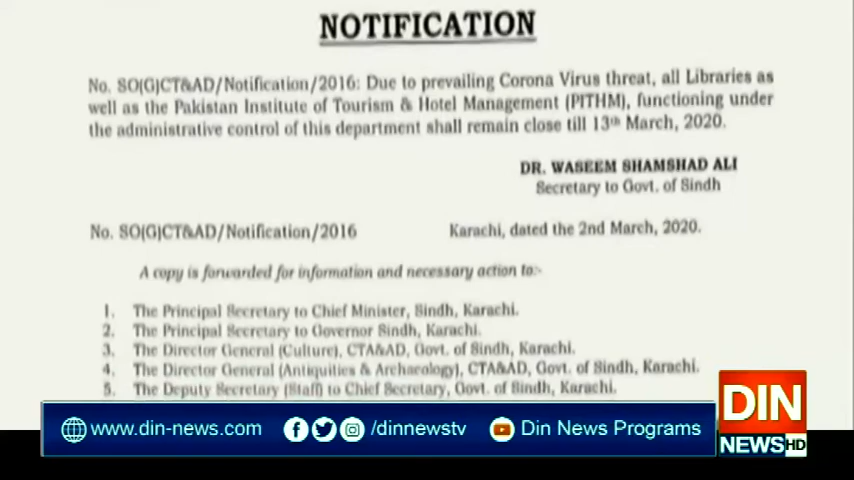 NOTIFICATION
No. SO(G)CT&AD/Notification/2016: Due to prevailing Corona Virus threat, all Libraries as
well as the Pakistan Institute of Tourism & Hotel Management (PITHM), functioning under
the administrative control of this department shall remain close till 13th March, 2020.
DR. WASEEM SHAMSHAD ALI
Secretary to Govt. of Sindh
No. SO(G)CT&AD/Notification/2016 Karachi, dated the 2nd March, 2020.
A copy is forwarded for information and necessary action to:-
1. The Principal Secretary to Chief Minister, Sindh, Karachi.
2. The Principal Secretary to Governor Sindh, Karachi.
3. The Director General (Culture), CTA&AD, Govt. of Sindh, Karachi.
4. The Director General (Antiquities & Archaeology), CTA&AD, Govt. of Sindh, Karachi.
5. The Deputy Secretary (Staff) to Chief Secretary, Govt. of Sindh, Karachi.
www.din-news.com /dinnewstv Din News Programs
DIN
NEWS HD